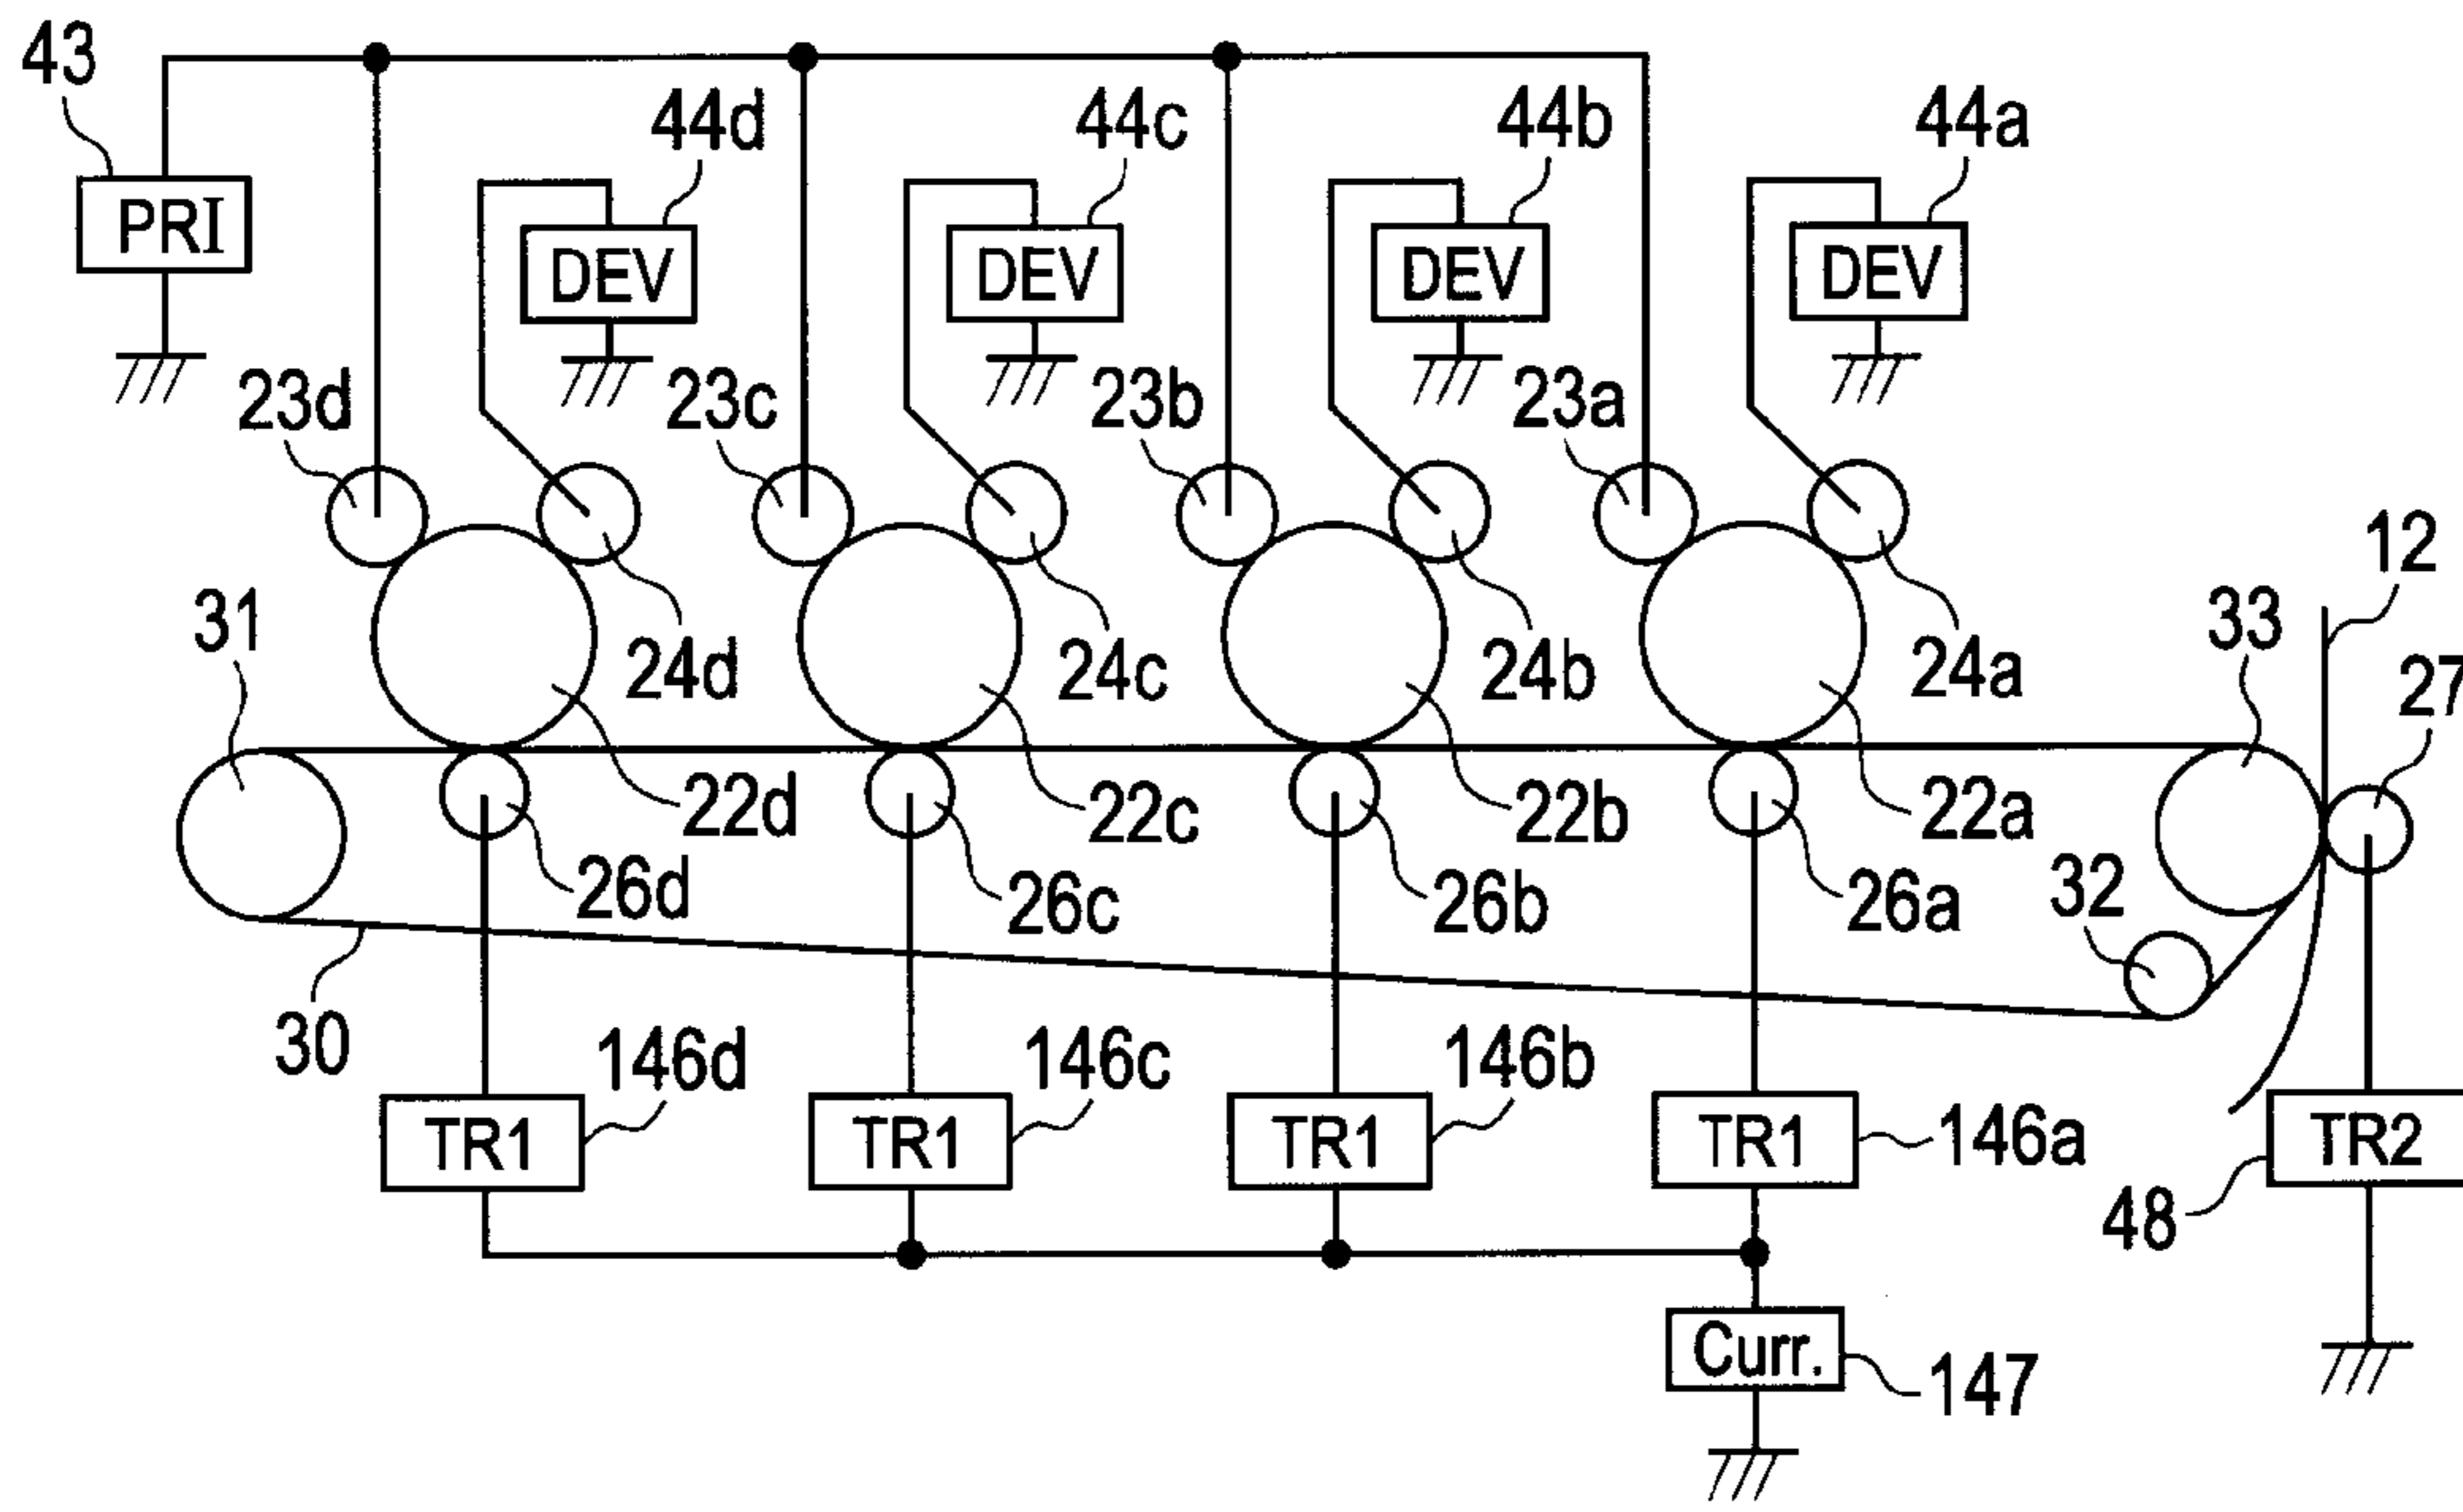 43
44d
44c
44b
44a
PRI
DEV
DEV
DEV
DEV
23d
23c
23b
23a
12
31
33
24d
24c
24b
24a
27
22d
22c
22b
22a
26d
26c
26b
26a
32
30
146d
146c
146b
146a
TR1
TR1
TR1
TR1
TR2
48
Curr.
147